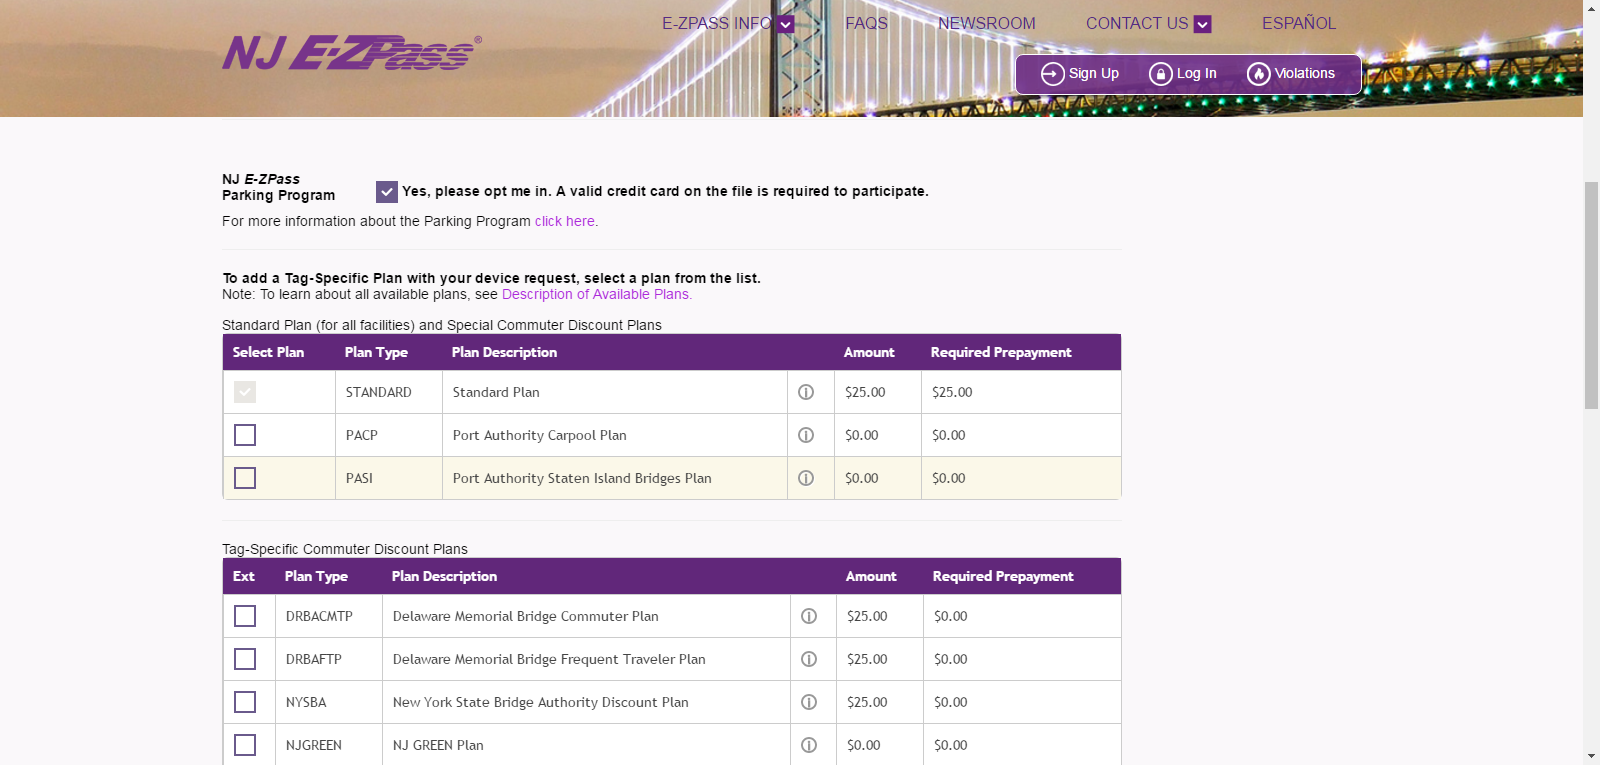 E-ZPASS INFO FAQS NEWSROOM CONTACT US ESPAÑOL
NJ E-ZPass®
Sign Up Log In Violations
NJ E-ZPass
Parking Program
Yes, please opt me in. A valid credit card on the file is required to participate.
For more information about the Parking Program click here.
To add a Tag-Specific Plan with your device request, select a plan from the list.
Note: To learn about all available plans, see Description of Available Plans.
Standard Plan (for all facilities) and Special Commuter Discount Plans
Select Plan Plan Type Plan Description Amount Required Prepayment
STANDARD Standard Plan $25.00 $25.00
PACP Port Authority Carpool Plan $0.00 $0.00
PASI Port Authority Staten Island Bridges Plan $0.00 $0.00
Tag-Specific Commuter Discount Plans
Ext Plan Type Plan Description Amount Required Prepayment
DRBACMTP Delaware Memorial Bridge Commuter Plan $25.00 $0.00
DRBAFTP Delaware Memorial Bridge Frequent Traveler Plan $25.00 $0.00
NYSBA New York State Bridge Authority Discount Plan $25.00 $0.00
NJGREEN NJ GREEN Plan $0.00 $0.00